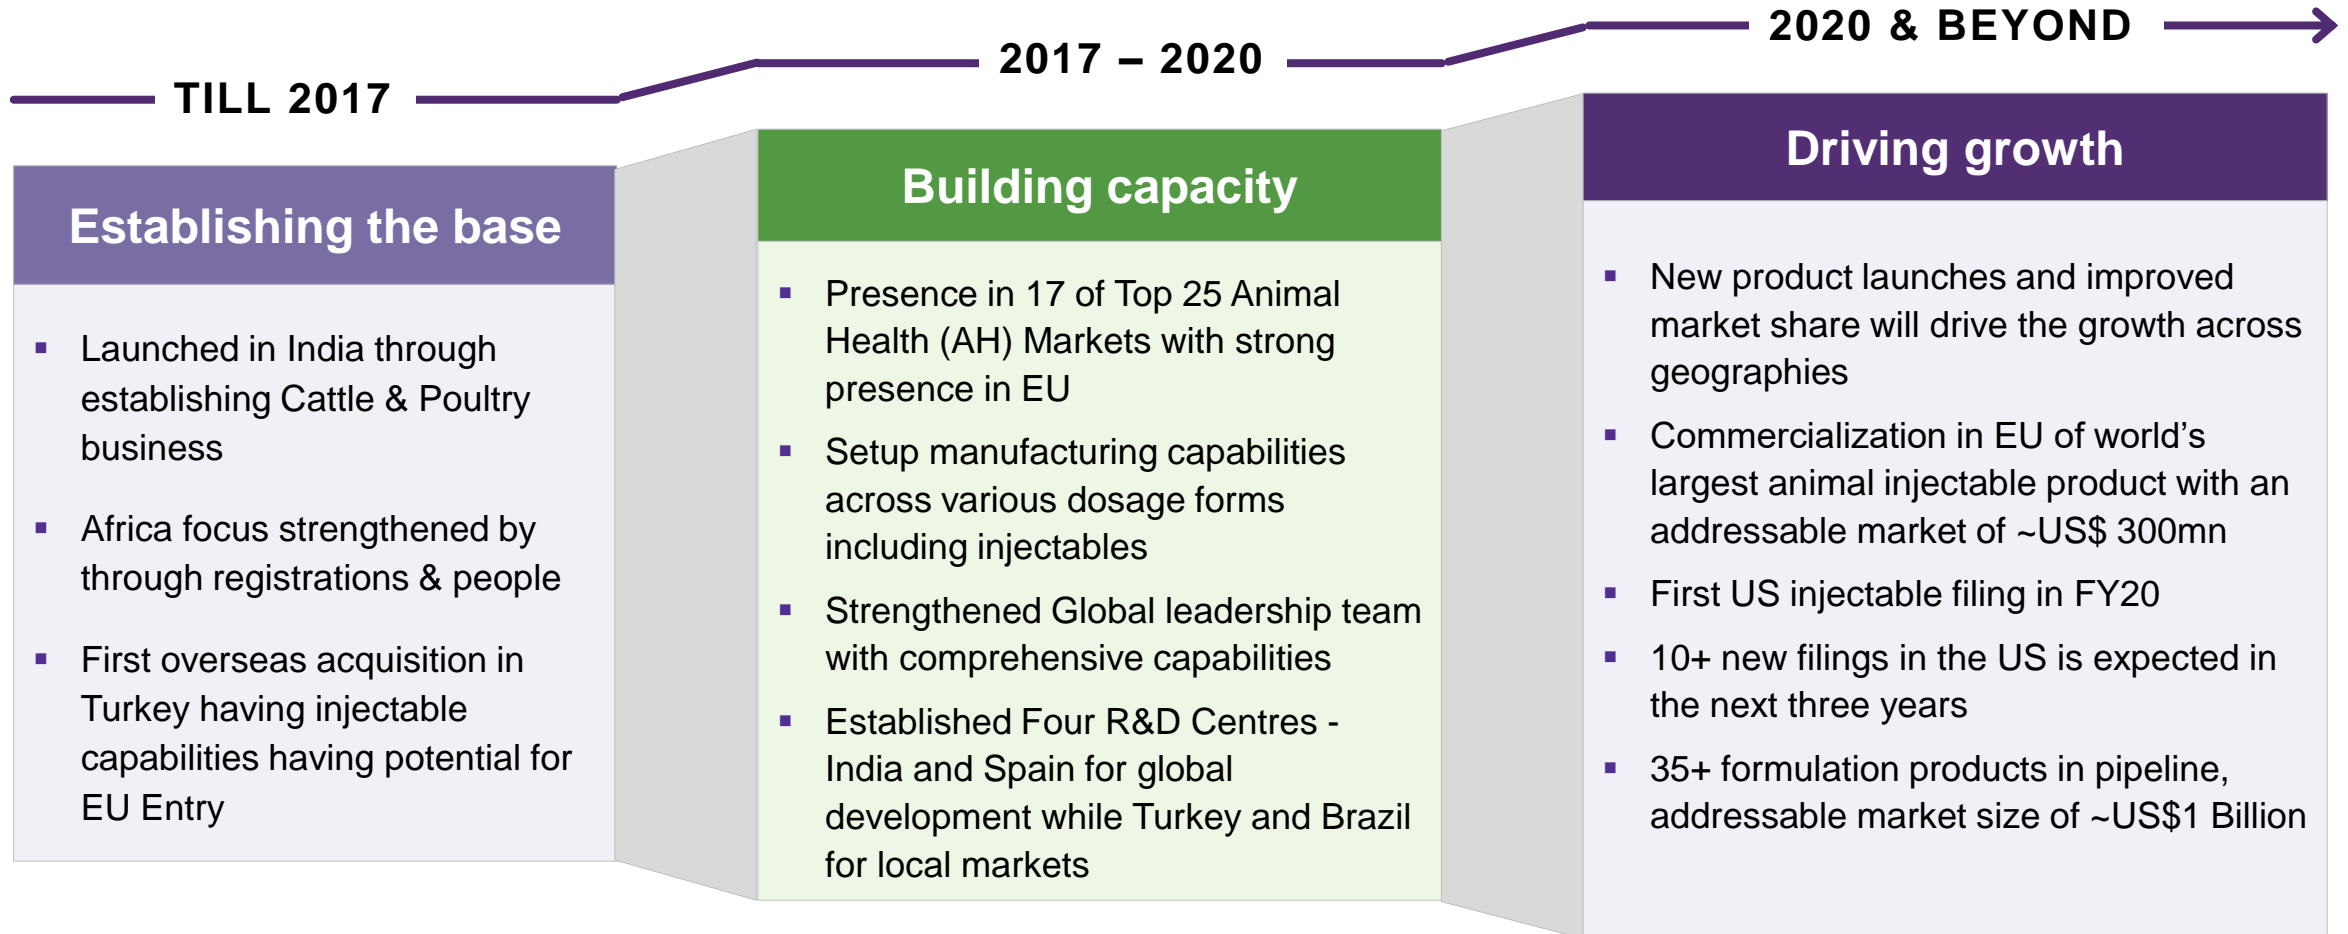 TILL 2017
Establishing the base
▪ Launched in India through
establishing Cattle & Poultry
business
▪ Africa focus strengthened by
through registrations & people
▪ First overseas acquisition in
Turkey having injectable
capabilities having potential for
EU Entry
2017 – 2020
Building capacity
▪ Presence in 17 of Top 25 Animal
Health (AH) Markets with strong
presence in EU
▪ Setup manufacturing capabilities
across various dosage forms
including injectables
▪ Strengthened Global leadership team
with comprehensive capabilities
▪ Established Four R&D Centres -
India and Spain for global
development while Turkey and Brazil
for local markets
2020 & BEYOND
Driving growth
▪ New product launches and improved
market share will drive the growth across
geographies
▪ Commercialization in EU of world’s
largest animal injectable product with an
addressable market of ~US$ 300mn
▪ First US injectable filing in FY20
▪ 10+ new filings in the US is expected in
the next three years
▪ 35+ formulation products in pipeline,
addressable market size of ~US$1 Billion